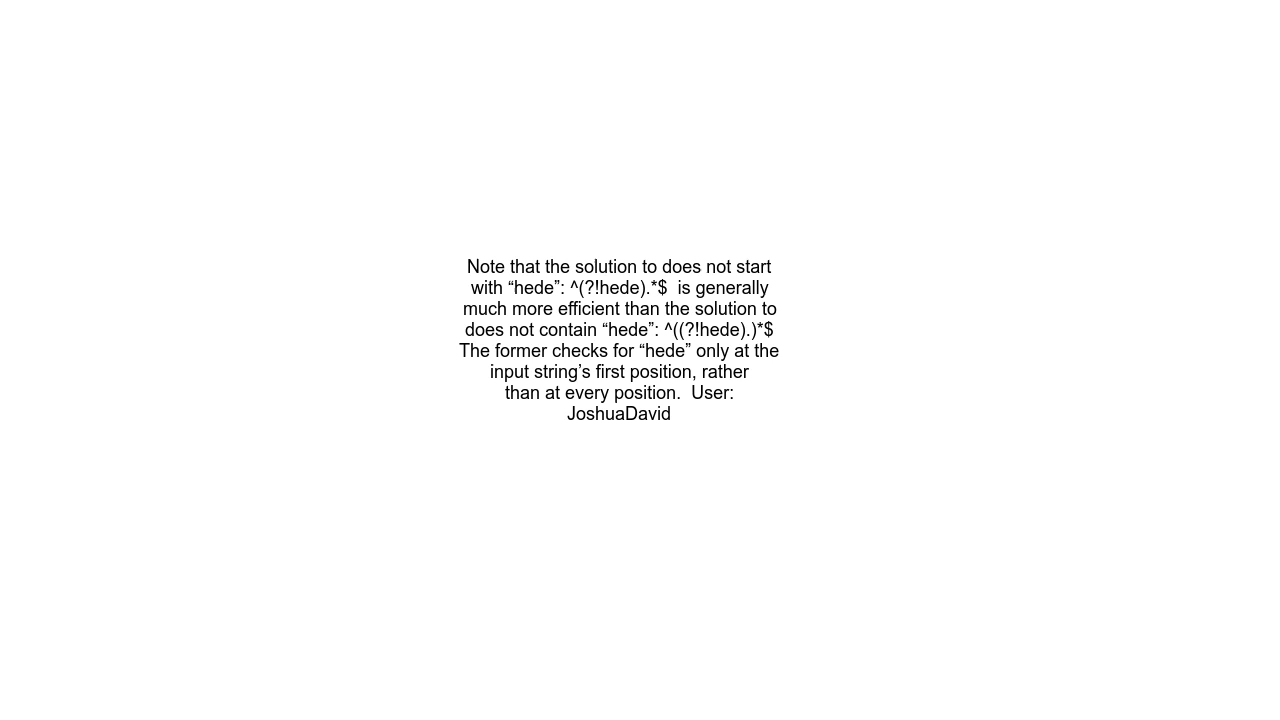 Note that the solution to does not start
with “hede”: ^(?!hede).*$  is generally
much more efficient than the solution to
does not contain “hede”: ^((?!hede).)*$
The former checks for “hede” only at the
input string’s first position, rather
than at every position.  User:
JoshuaDavid